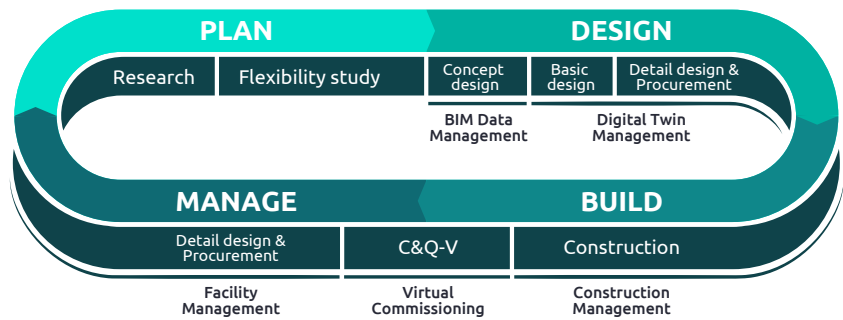 PLAN
DESIGN
Research
Flexibility study
Concept
design
Basic
design
Detail design &
Procurement
BIM Data
Management
Digital Twin
Management
MANAGE
BUILD
Detail design &
Procurement
C&Q-V
Construction
Facility
Management
Virtual
Commissioning
Construction
Management